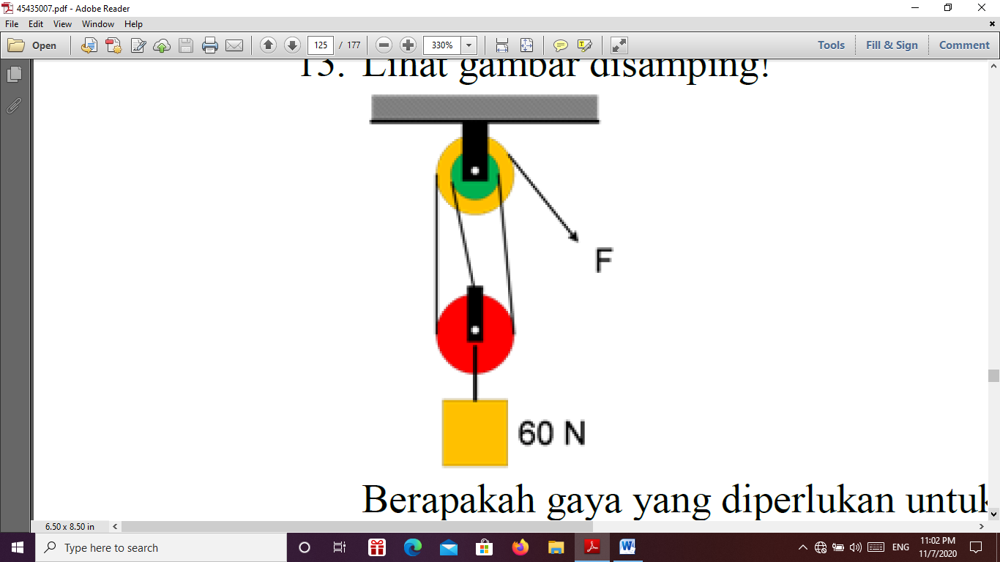 45435007.pdf - Adobe Reader
File Edit View Window Help
Open 125 / 177 330% Tools Fill & Sign Comment
13. Lihat gambar disamping!
F
60 N
Berapakah gaya yang diperlukan untuk
6.50 x 8.50 in
Type here to search
ENG
11:02 PM
11/7/2020